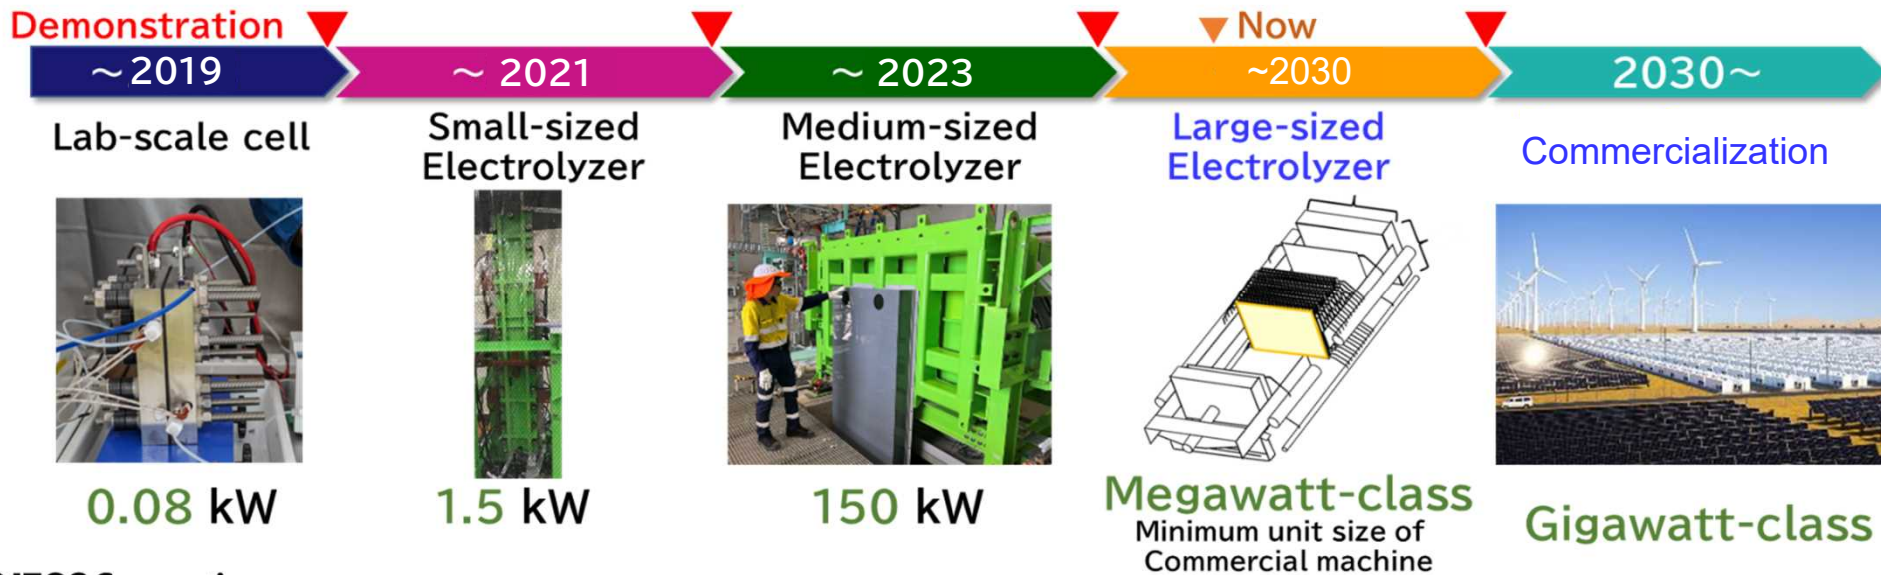 Demonstration
Now
~ 2019
~ 2021
~ 2023
~2030
2030~
Lab-scale cell
Small-sized
Electrolyzer
Medium-sized
Electrolyzer
Large-sized
Electrolyzer
Commercialization
0.08 kW
1.5 kW
150 kW
Megawatt-class
Minimum unit size of
Commercial machine
Gigawatt-class